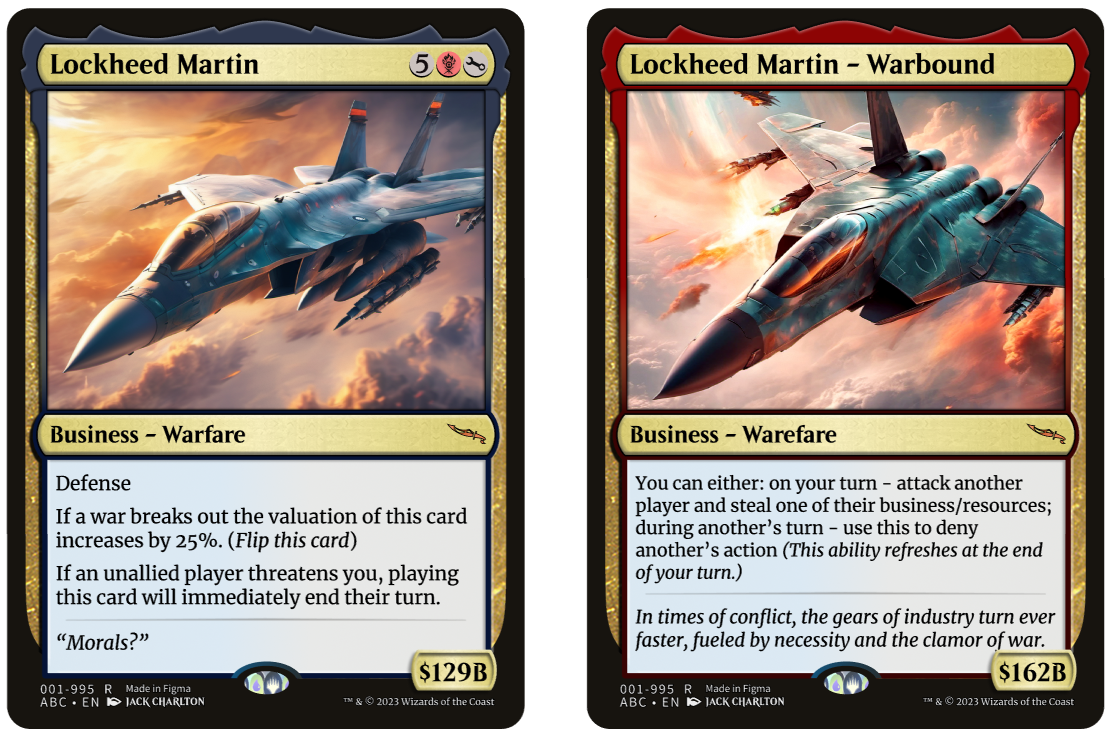 Lockheed Martin
5
Business – Warfare
Defense
If a war breaks out the valuation of this card
increases by 25%. (Flip this card)
If an unallied player threatens you, playing
this card will immediately end their turn.
“Morals?”
$129B
001-995 R Made in Figma
ABC • EN JACK CHARLTON
™ & © 2023 Wizards of the Coast
Lockheed Martin – Warbound
Business – Warefare
You can either: on your turn – attack another
player and steal one of their business/resources;
during another’s turn – use this to deny
another’s action (This ability refreshes at the end
of your turn.)
In times of conflict, the gears of industry turn ever
faster, fueled by necessity and the clamor of war.
$162B
001-995 R Made in Figma
ABC • EN JACK CHARLTON
™ & © 2023 Wizards of the Coast